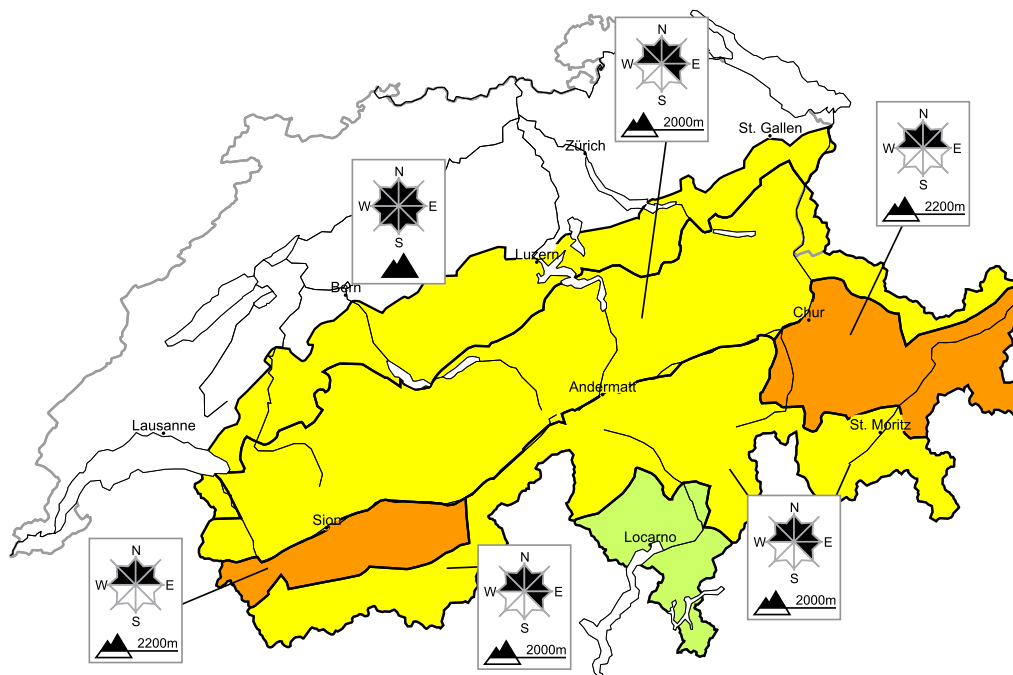 N
W E
S
2000m
St. Gallen
N
W E
S
2200m
Zürich
N
W E
S
Luzern
Bern
Chur
Andermatt
Lausanne
St. Moritz
Sion
Locarno
N
W E
S
2000m
N
W E
S
2200m
N
W E
S
2000m